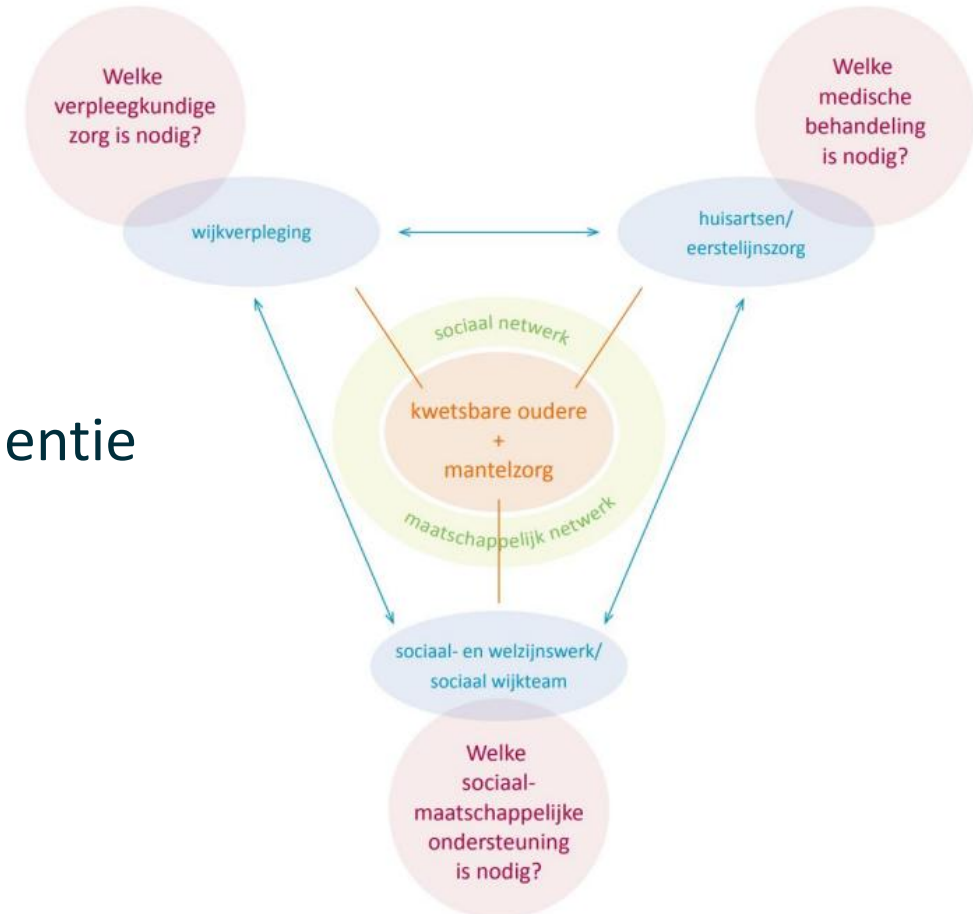 Welke
verpleegkundige
zorg is nodig?
Welke
medische
behandeling
is nodig?
wijkverpleging
huisartsen/
eerstelijnszorg
sociaal netwerk
kwetsbare oudere
+
mantelzorg
maatschappelijk netwerk
entie
sociaal- en welzijnswerk/
sociaal wijkteam
Welke
sociaal-
maatschappelijke
ondersteuning
is nodig?